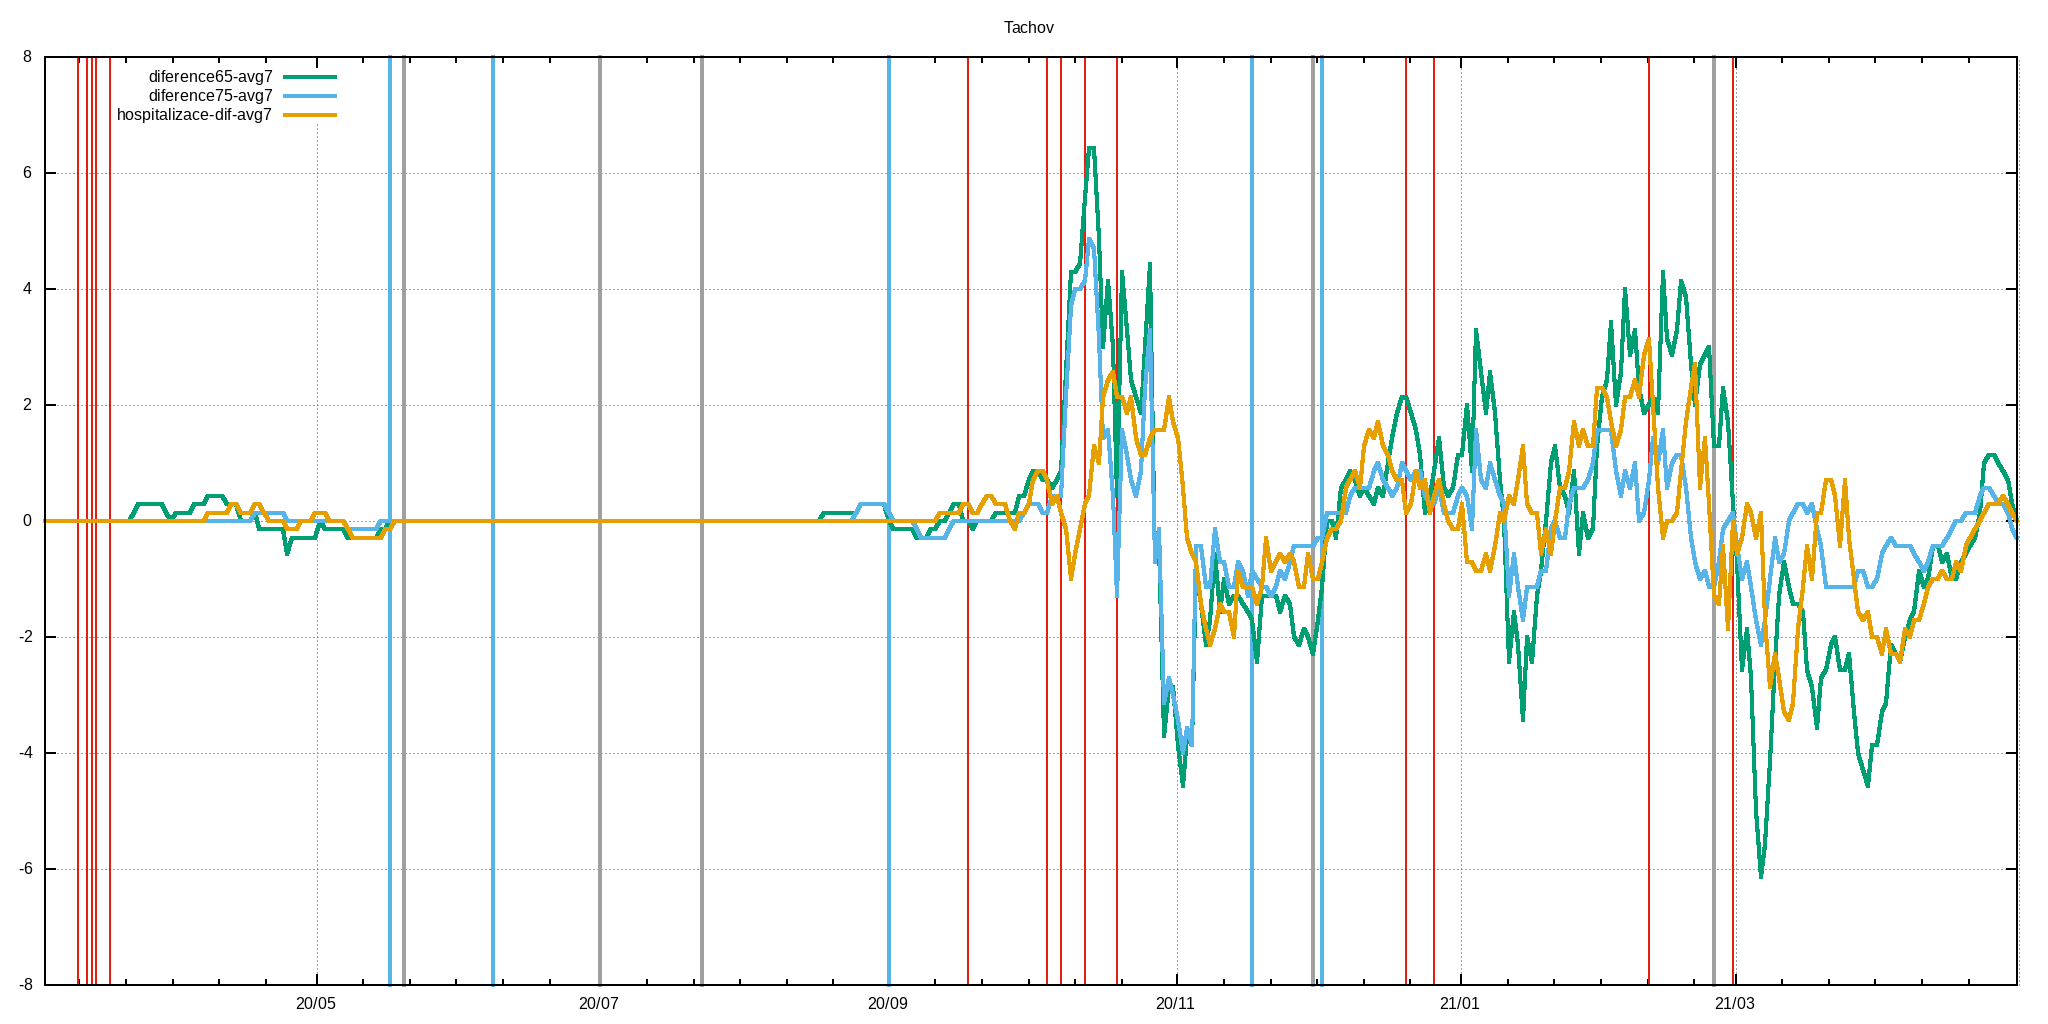 Tachov
8
diference65-avg7
diference75-avg7
hospitalizace-dif-avg7
6
4
2
0
-2
-4
-6
-8
20/05 20/07 20/09 20/11 21/01 21/03